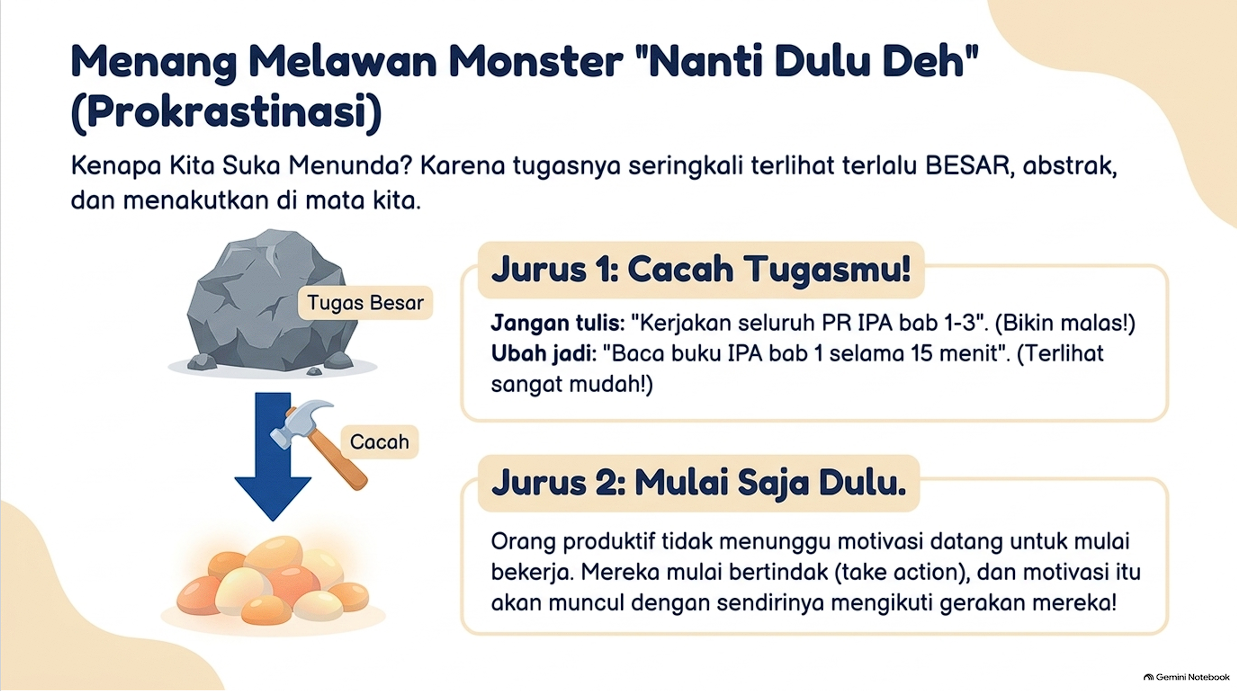 Menang Melawan Monster "Nanti Dulu Deh"
(Prokrastinasi)
Kenapa Kita Suka Menunda? Karena tugasnya seringkali terlihat terlalu BESAR, abstrak,
dan menakutkan di mata kita.
Tugas Besar
Cacah
Jurus 1: Cacah Tugasmu!
Jangan tulis: "Kerjakan seluruh PR IPA bab 1-3". (Bikin malas!)
Ubah jadi: "Baca buku IPA bab 1 selama 15 menit". (Terlihat
sangat mudah!)
Jurus 2: Mulai Saja Dulu.
Orang produktif tidak menunggu motivasi datang untuk mulai
bekerja. Mereka mulai bertindak (take action), dan motivasi itu
akan muncul dengan sendirinya mengikuti gerakan mereka!
Gemini Notebook